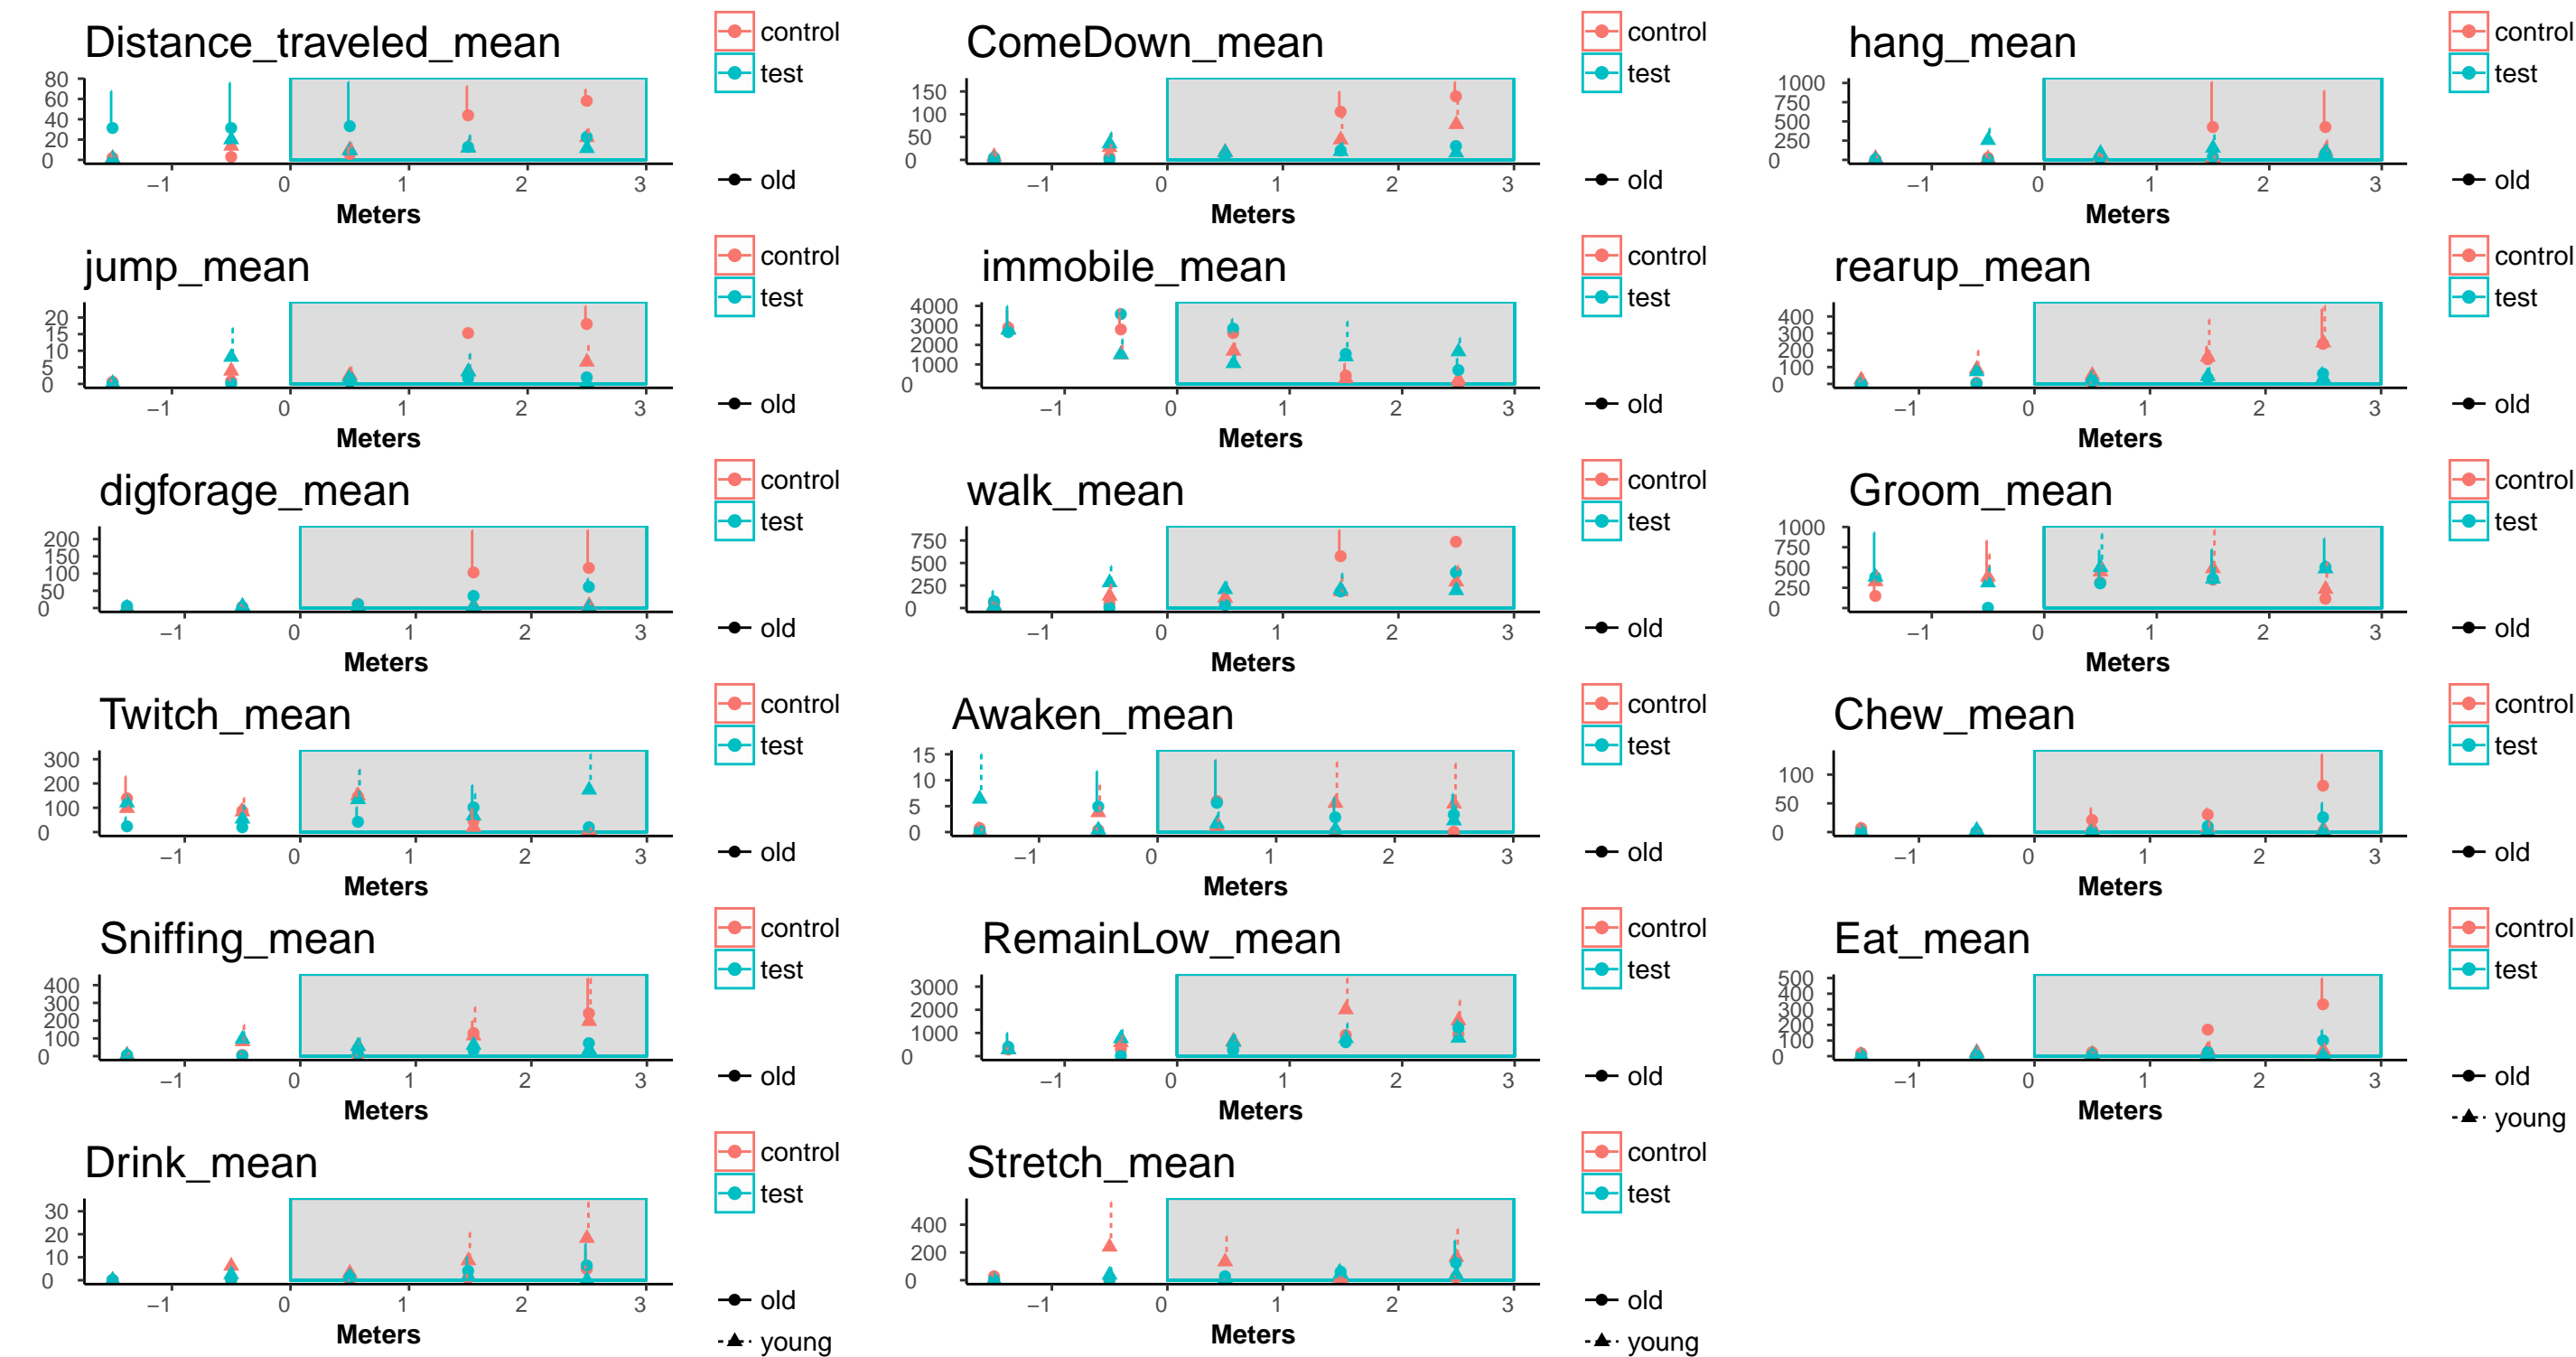 Distance_traveled_mean
80
60
40
20
0
−1 0 1 2 3
Meters
control
test
old
ComeDown_mean
150
100
50
0
−1 0 1 2 3
Meters
control
test
old
hang_mean
1000
750
500
250
0
−1 0 1 2 3
Meters
control
test
old
jump_mean
20
15
10
5
0
−1 0 1 2 3
Meters
control
test
old
immobile_mean
4000
3000
2000
1000
0
−1 0 1 2 3
Meters
control
test
old
rearup_mean
400
300
200
100
0
−1 0 1 2 3
Meters
control
test
old
digforage_mean
200
150
100
50
0
−1 0 1 2 3
Meters
control
test
old
walk_mean
750
500
250
0
−1 0 1 2 3
Meters
control
test
old
Groom_mean
1000
750
500
250
0
−1 0 1 2 3
Meters
control
test
old
Twitch_mean
300
200
100
0
−1 0 1 2 3
Meters
control
test
old
Awaken_mean
15
10
5
0
−1 0 1 2 3
Meters
control
test
old
Chew_mean
100
50
0
−1 0 1 2 3
Meters
control
test
old
Sniffing_mean
400
300
200
100
0
−1 0 1 2 3
Meters
control
test
old
RemainLow_mean
3000
2000
1000
0
−1 0 1 2 3
Meters
control
test
old
Eat_mean
500
400
300
200
100
0
−1 0 1 2 3
Meters
control
test
old
young
Drink_mean
30
20
10
0
−1 0 1 2 3
Meters
control
test
old
young
Stretch_mean
400
200
0
−1 0 1 2 3
Meters
control
test
old
young